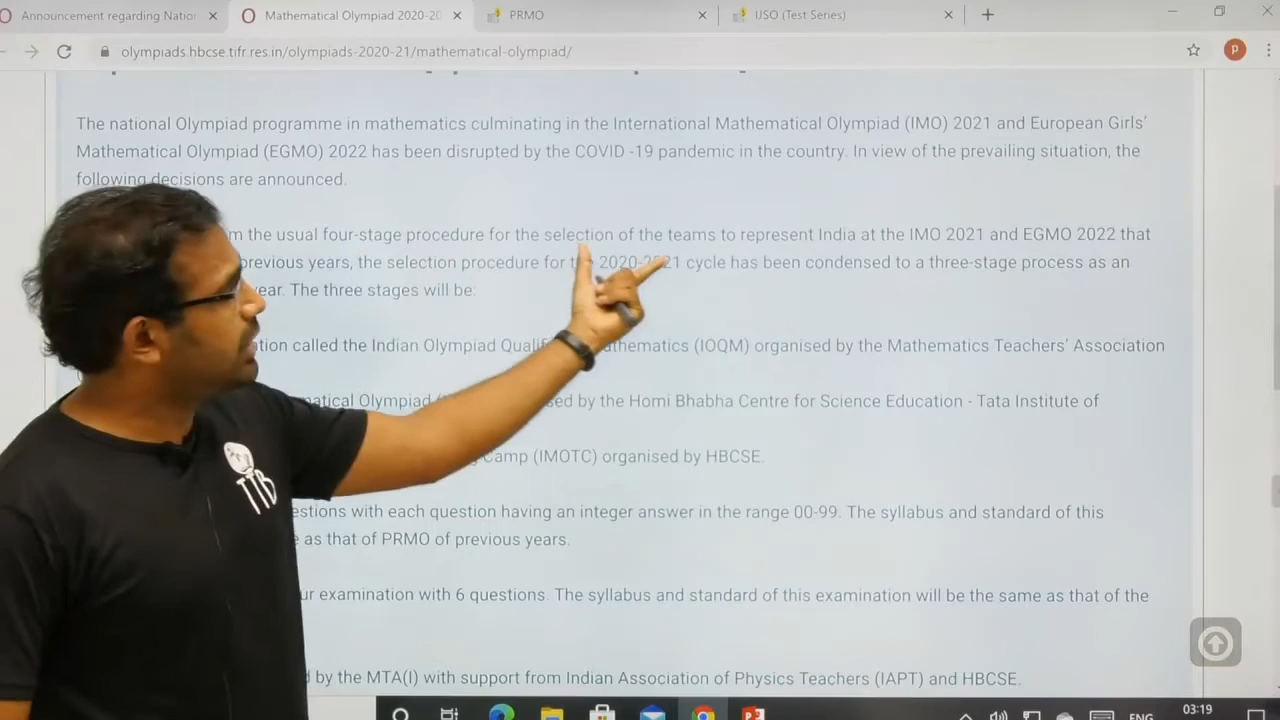 Announcement regarding Nation
Mathematical Olympiad 2020-20
PRMO
IJSO (Test Series)
olympiads.hbcse.tifr.res.in/olympiads-2020-21/mathematical-olympiad/
p
The national Olympiad programme in mathematics culminating in the International Mathematical Olympiad (IMO) 2021 and European Girls'
Mathematical Olympiad (EGMO) 2022 has been disrupted by the COVID -19 pandemic in the country. In view of the prevailing situation, the
following decisions are announced.
the usual four-stage procedure for the selection of the teams to represent India at the IMO 2021 and EGMO 2022 that
previous years, the selection procedure for 2020-2021 cycle has been condensed to a three-stage process as an
year. The three stages will be:
called the Indian Olympiad (IOQM) organised by the Mathematics Teachers' Association
Olympiad by the Homi Bhabha Centre for Science Education - Tata Institute of
Camp (IMOTC) organised by HBCSE.
with each question having an integer answer in the range 00-99. The syllabus and standard of this
as that of PRMO of previous years.
examination with 6 questions. The syllabus and standard of this examination will be the same as that of the
TTB
by the MTA(I) with support from Indian Association of Physics Teachers (IAPT) and HBCSE.
ENG
03:19